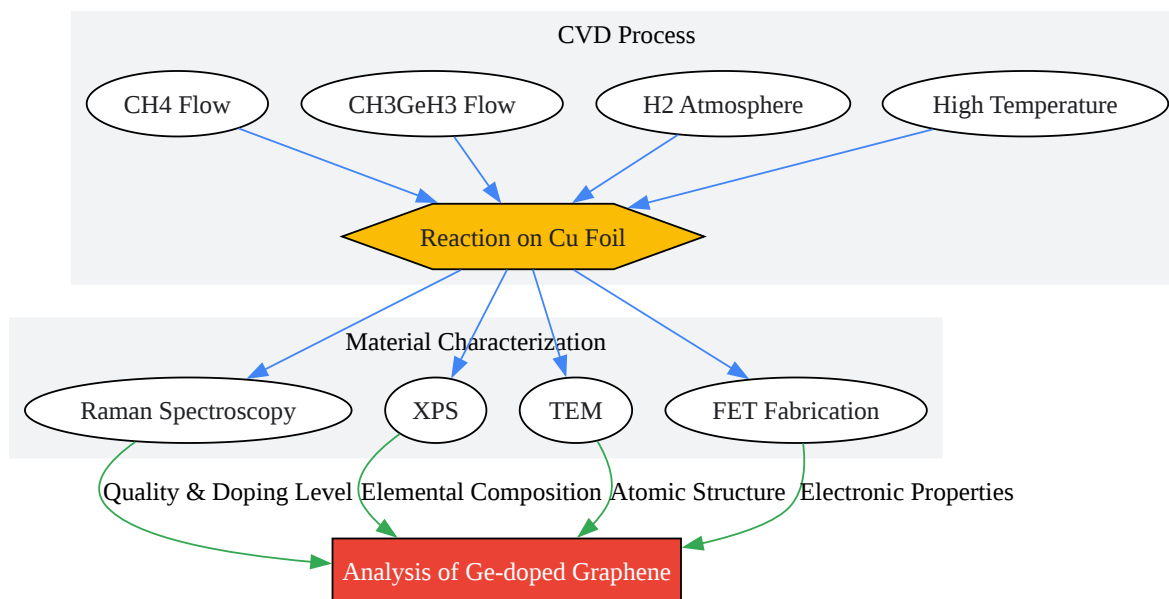 CVD Process
CH4 Flow
CH3GeH3 Flow
H2 Atmosphere
High Temperature
Reaction on Cu Foil
Material Characterization
Raman Spectroscopy
XPS
TEM
FET Fabrication
Quality & Doping Level
Elemental Composition
Atomic Structure
Electronic Properties
Analysis of Ge-doped Graphene